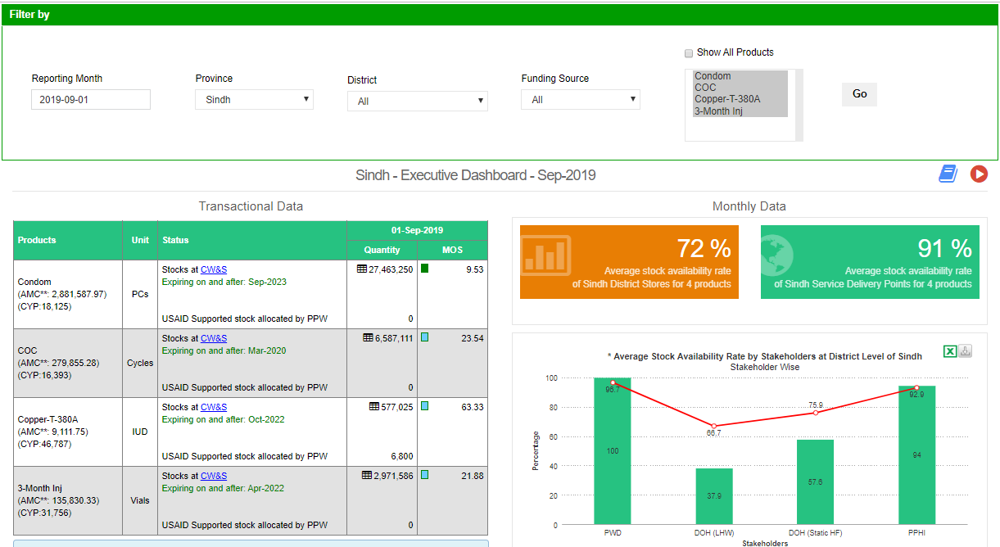 Filter by
Show All Products
Reporting Month
Province
District
Funding Source
2019-09-01
Sindh
All
All
Condom
COC
Copper-T-380A
3-Month Inj
Go
Sindh - Executive Dashboard - Sep-2019
Transactional Data
Products Unit Status 01-Sep-2019
Quantity MOS
Condom
(AMC**: 2,881,587.97)
(CYP:18,125)
PCs
Stocks at CW&S 27,463,250 9.53
Expiring on and after: Sep-2023
USAID Supported stock allocated by PPW 0
COC
(AMC**: 279,855.28)
(CYP:16,393)
Cycles
Stocks at CW&S 6,587,111 23.54
Expiring on and after: Mar-2020
USAID Supported stock allocated by PPW 0
Copper-T-380A
(AMC**: 9,111.75)
(CYP:46,787)
IUD
Stocks at CW&S 577,025 63.33
Expiring on and after: Oct-2022
USAID Supported stock allocated by PPW 6,800
3-Month Inj
(AMC**: 135,830.33)
(CYP:31,756)
Vials
Stocks at CW&S 2,971,586 21.88
Expiring on and after: Apr-2022
USAID Supported stock allocated by PPW 0
Monthly Data
72 %
Average stock availability rate
of Sindh District Stores for 4 products
91 %
Average stock availability rate
of Sindh Service Delivery Points for 4 products
* Average Stock Availability Rate by Stakeholders at District Level of Sindh
Stakeholder Wise
Percentage
100
80
60
40
20
0
96.7
66.7
75.9
92.9
100
37.9
57.6
94
PWD
DOH (LHW)
DOH (Static HF)
PPHI
Stakeholders